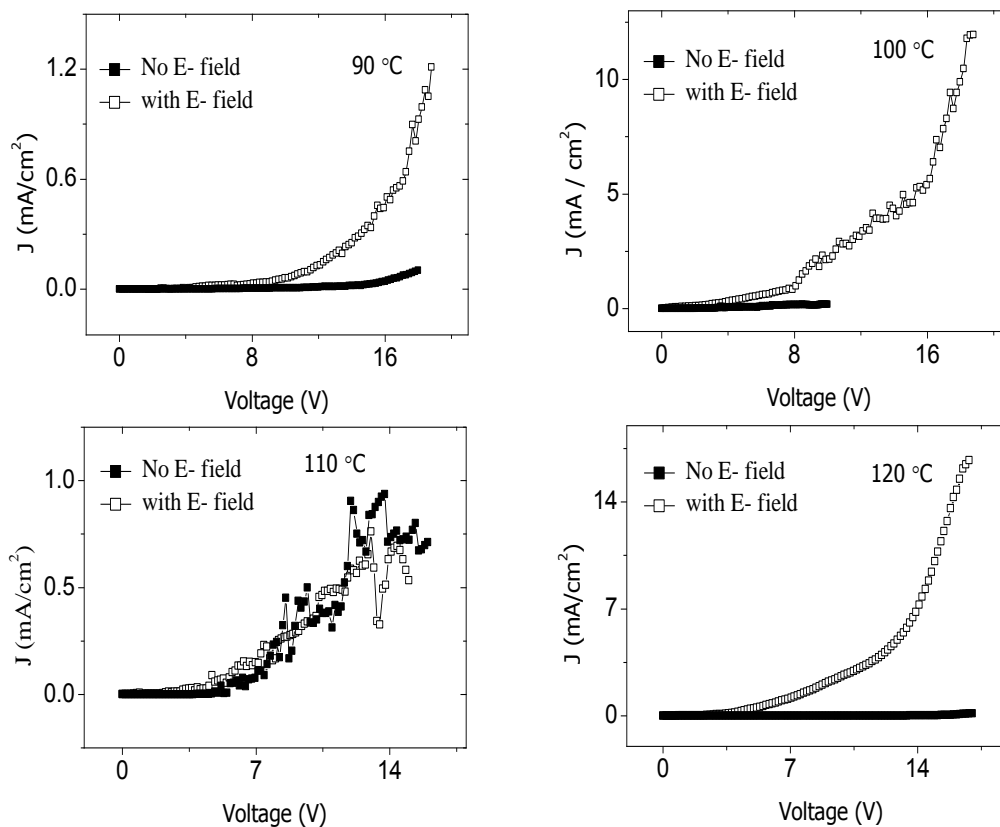 90 °C
No E- field
with E- field
1.2
0.6
0.0
J (mA/cm²)
0
8
16
Voltage (V)
100 °C
No E- field
with E- field
10
5
0
J (mA / cm²)
0
8
16
Voltage (V)
110 °C
No E- field
with E- field
1.0
0.5
0.0
J (mA/cm²)
0
7
14
Voltage (V)
120 °C
No E- field
with E- field
14
7
0
J (mA/cm²)
0
7
14
Voltage (V)